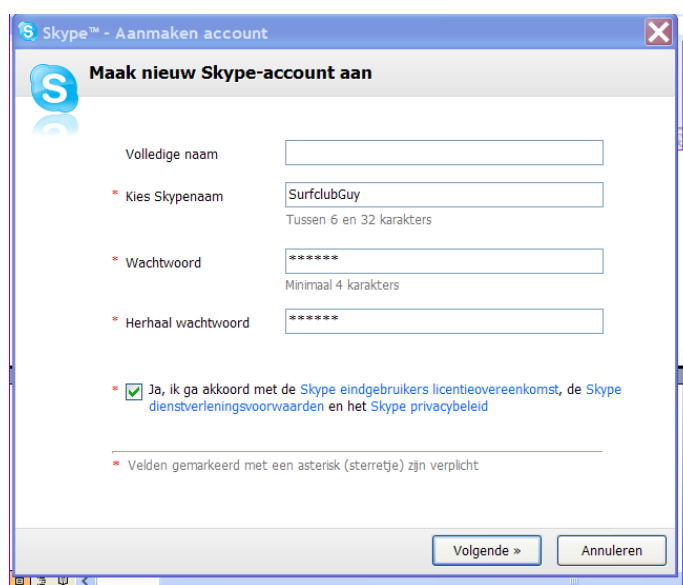 Skype™ - Aanmaken account
Maak nieuw Skype-account aan
Volledige naam
* Kies Skypenaam SurfclubGuy
Tussen 6 en 32 karakters
* Wachtwoord ******
Minimaal 4 karakters
* Herhaal wachtwoord ******
* Ja, ik ga akkoord met de Skype eindgebruikers licentieovereenkomst, de Skype
dienstverleningsvoorwaarden en het Skype privacybeleid
* Velden gemarkeerd met een asterisk (sterretje) zijn verplicht
Volgende » Annuleren